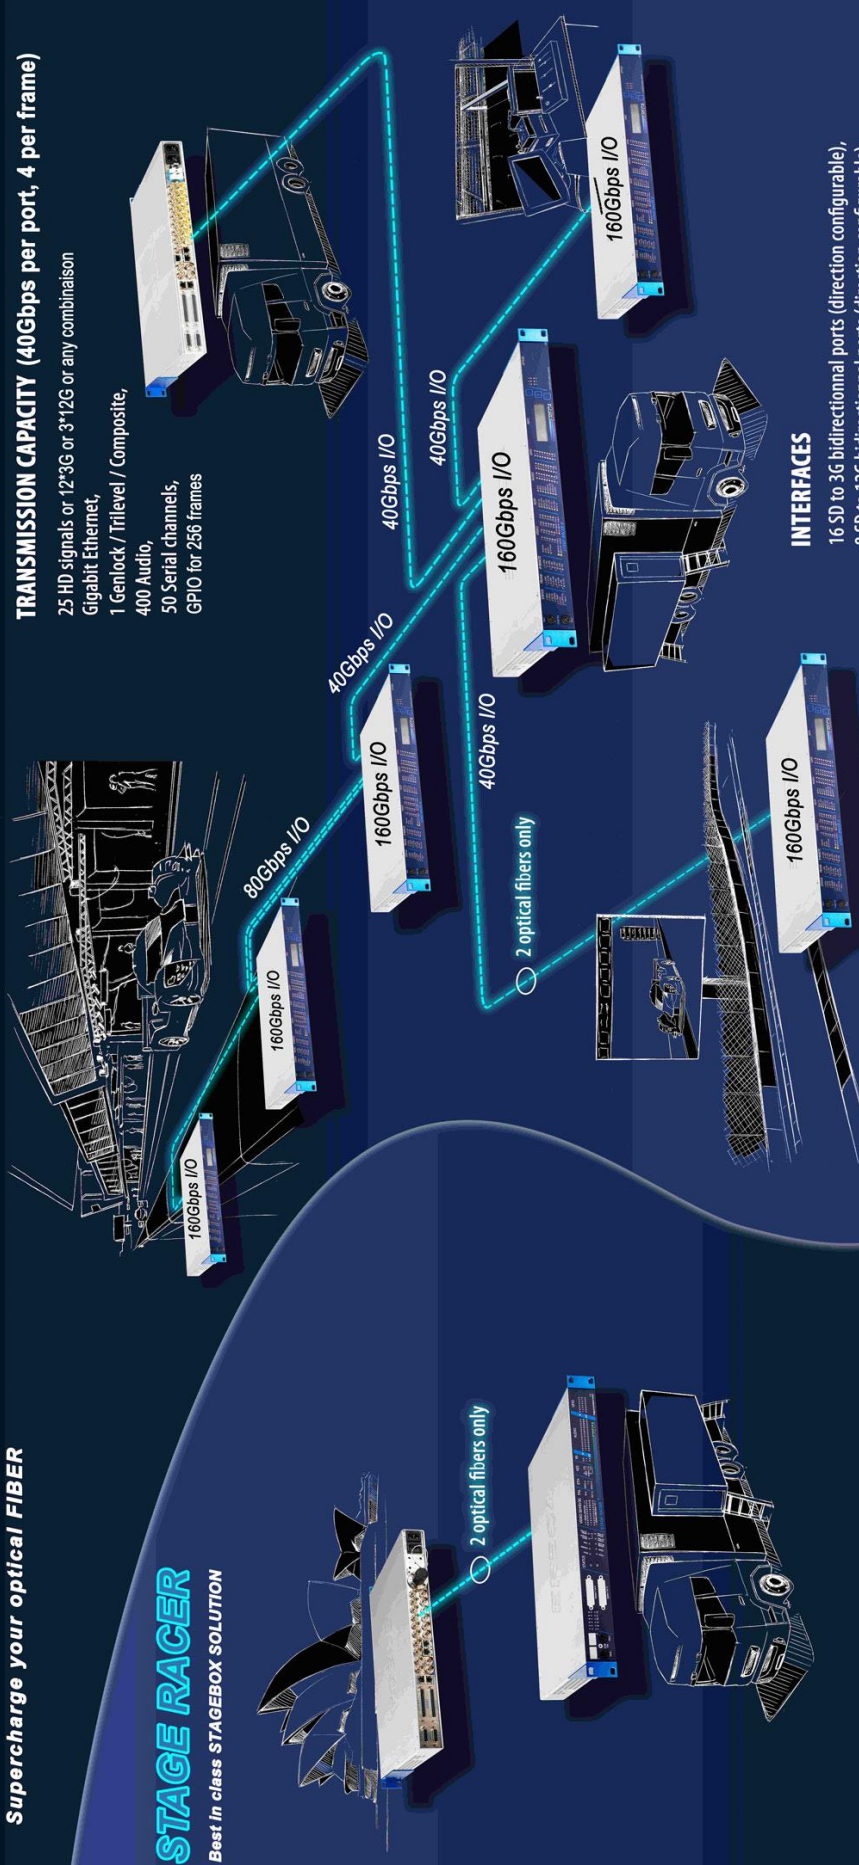 Supercharge your optical FIBER
TRANSMISSION CAPACITY (40Gbps per port, 4 per frame)
25 HD signals or 12*3G or 3*12G or any combinaison
Gigabit Ethernet,
1 Genlock / Trilevel / Composite,
400 Audio,
50 Serial channels,
GPIO for 256 frames
STAGE RACER
Best in class STAGEBOX SOLUTION
160Gbps I/O
160Gbps I/O
80Gbps I/O
160Gbps I/O
40Gbps I/O
40Gbps I/O
40Gbps I/O
160Gbps I/O
40Gbps I/O
160Gbps I/O
2 optical fibers only
2 optical fibers only
160Gbps I/O
INTERFACES
16 SD to 3G bidirectionnal ports (direction configurable),